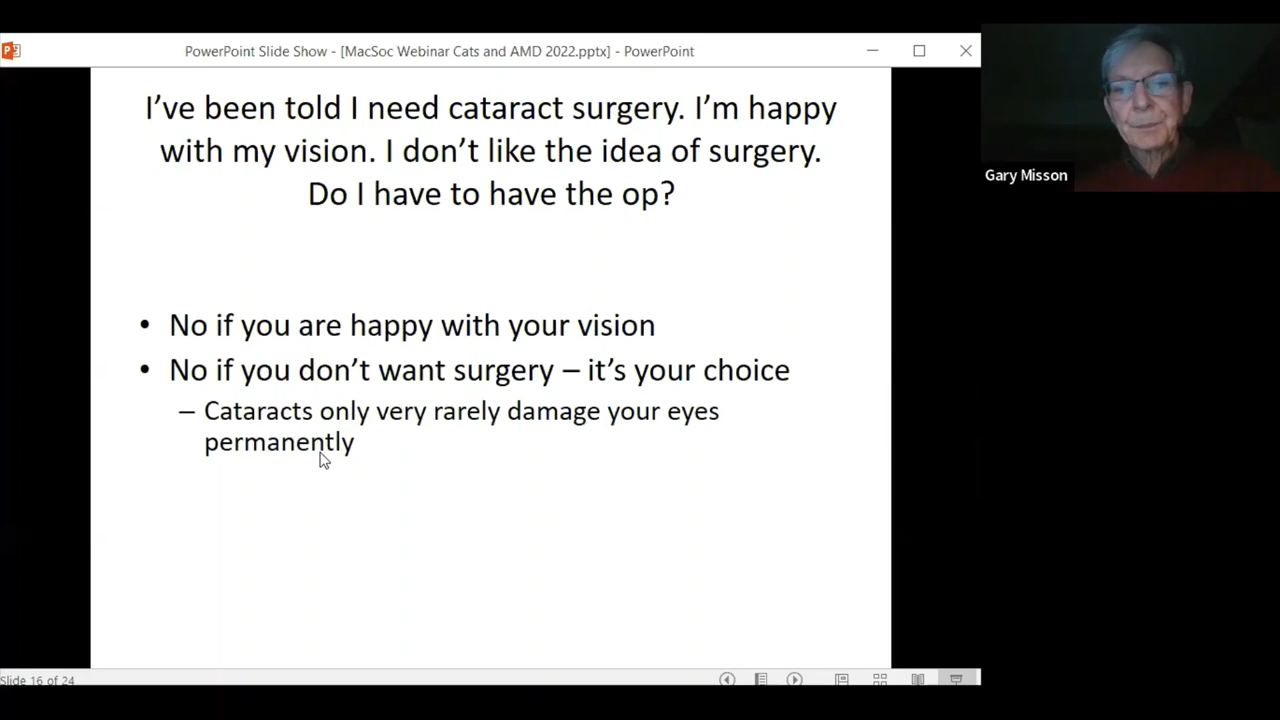 PowerPoint Slide Show - [MacSoc Webinar Cats and AMD 2022.pptx] - PowerPoint
I’ve been told I need cataract surgery. I’m happy
with my vision. I don’t like the idea of surgery.
Do I have to have the op?
Gary Misson
• No if you are happy with your vision
• No if you don’t want surgery – it’s your choice
– Cataracts only very rarely damage your eyes
permanently
Slide 16 of 24